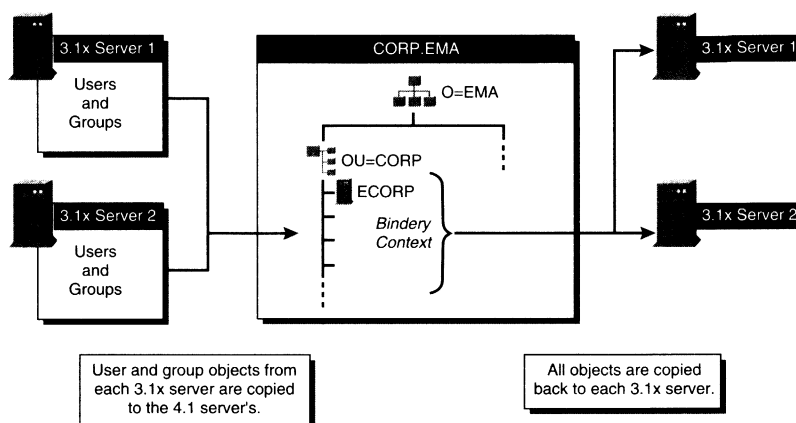 3.1x Server 1
Users
and
Groups
3.1x Server 2
Users
and
Groups
CORP.EMA
O=EMA
OU=CORP
ECORP
Bindery
Context
3.1x Server 1
3.1x Server 2
User and group objects from
each 3.1x server are copied
to the 4.1 server's.
All objects are copied
back to each 3.1x server.